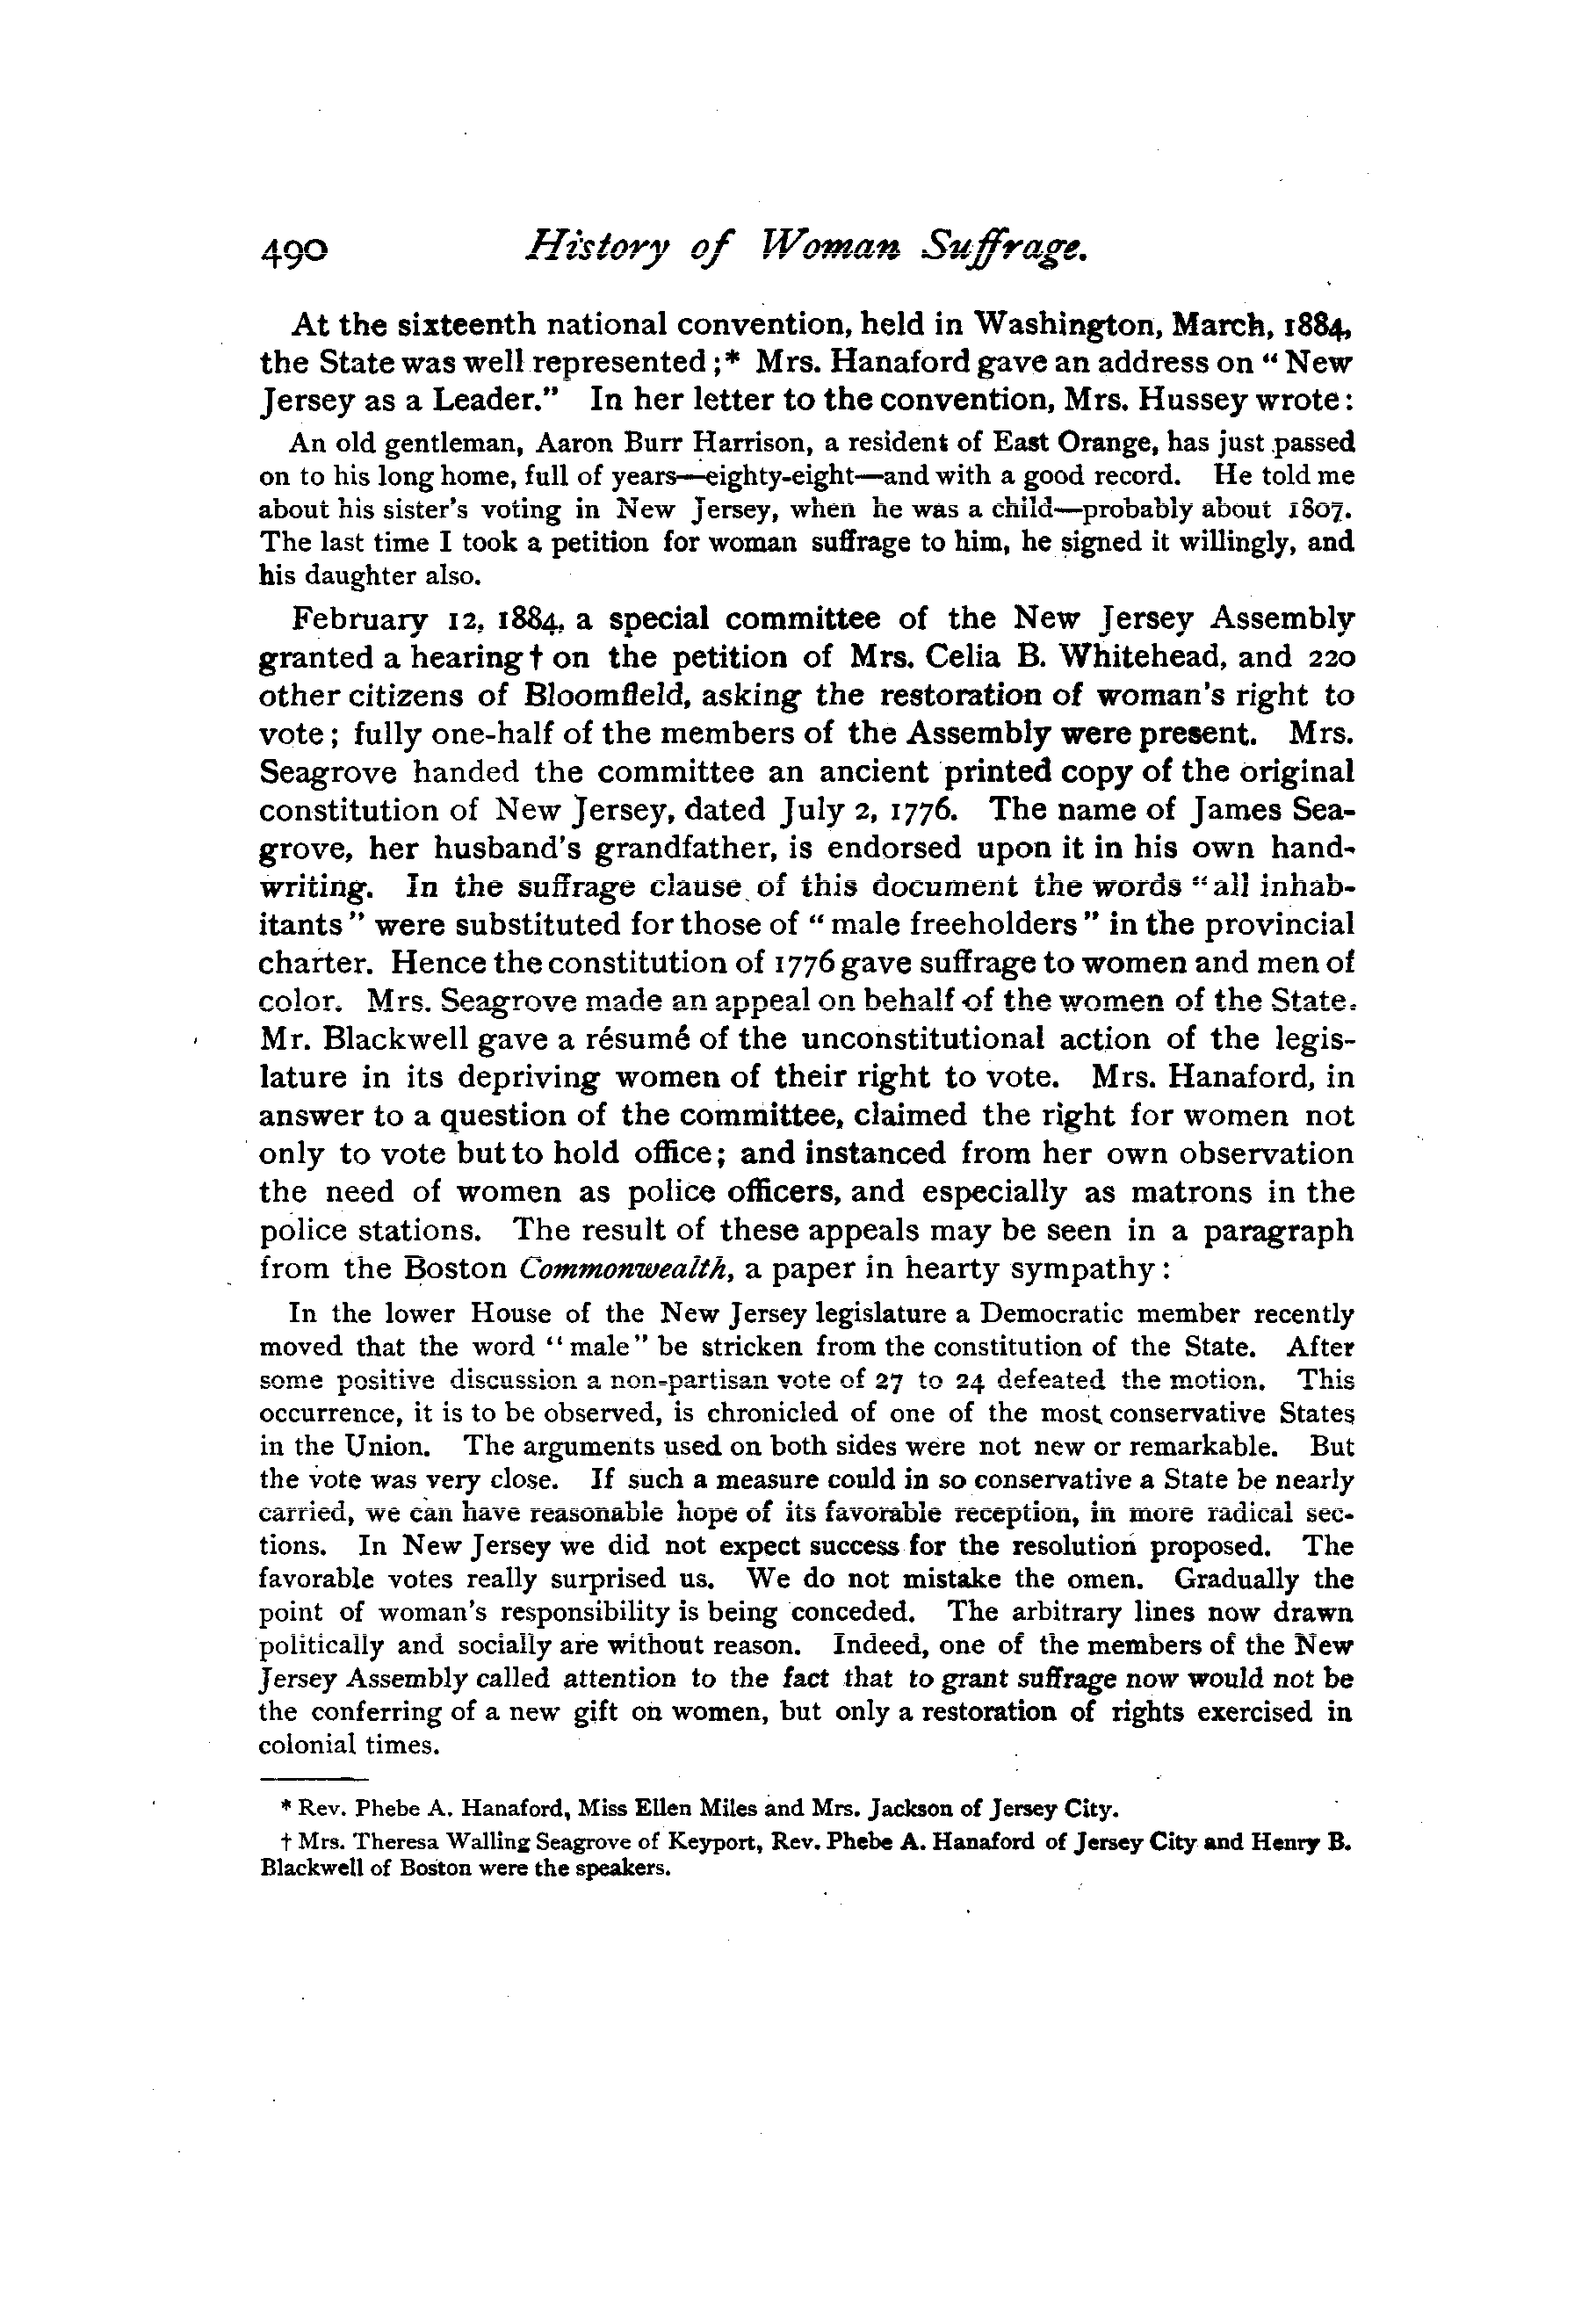 490 History of Woman Suffrage.
At the sixteenth national convention, held in Washington, March, 1884,
the State was well represented;* Mrs. Hanaford gave an address on "New
Jersey as a Leader." In her letter to the convention, Mrs. Hussey wrote:
An old gentleman, Aaron Burr Harrison, a resident of East Orange, has just passed
on to his long home, full of years—eighty-eight—and with a good record. He told me
about his sister's voting in New Jersey, when he was a child—probably about 1807.
The last time I took a petition for woman suffrage to him, he signed it willingly, and
his daughter also.
February 12, 1884, a special committee of the New Jersey Assembly
granted a hearing† on the petition of Mrs. Celia B. Whitehead, and 220
other citizens of Bloomfield, asking the restoration of woman's right to
vote; fully one-half of the members of the Assembly were present. Mrs.
Seagrove handed the committee an ancient printed copy of the original
constitution of New Jersey, dated July 2, 1776. The name of James Sea-
grove, her husband's grandfather, is endorsed upon it in his own hand-
writing. In the suffrage clause of this document the words "all inhab-
itants" were substituted for those of "male freeholders" in the provincial
charter. Hence the constitution of 1776 gave suffrage to women and men of
color. Mrs. Seagrove made an appeal on behalf of the women of the State.
Mr. Blackwell gave a résumé of the unconstitutional action of the legis-
lature in its depriving women of their right to vote. Mrs. Hanaford, in
answer to a question of the committee, claimed the right for women not
only to vote but to hold office; and instanced from her own observation
the need of women as police officers, and especially as matrons in the
police stations. The result of these appeals may be seen in a paragraph
from the Boston Commonwealth, a paper in hearty sympathy:
In the lower House of the New Jersey legislature a Democratic member recently
moved that the word "male" be stricken from the constitution of the State. After
some positive discussion a non-partisan vote of 27 to 24 defeated the motion. This
occurrence, it is to be observed, is chronicled of one of the most conservative States
in the Union. The arguments used on both sides were not new or remarkable. But
the vote was very close. If such a measure could in so conservative a State be nearly
carried, we can have reasonable hope of its favorable reception, in more radical sec-
tions. In New Jersey we did not expect success for the resolution proposed. The
favorable votes really surprised us. We do not mistake the omen. Gradually the
point of woman's responsibility is being conceded. The arbitrary lines now drawn
politically and socially are without reason. Indeed, one of the members of the New
Jersey Assembly called attention to the fact that to grant suffrage now would not be
the conferring of a new gift on women, but only a restoration of rights exercised in
colonial times.
* Rev. Phebe A. Hanaford, Miss Ellen Miles and Mrs. Jackson of Jersey City.
† Mrs. Theresa Walling Seagrove of Keyport, Rev. Phebe A. Hanaford of Jersey City and Henry B.
Blackwell of Boston were the speakers.